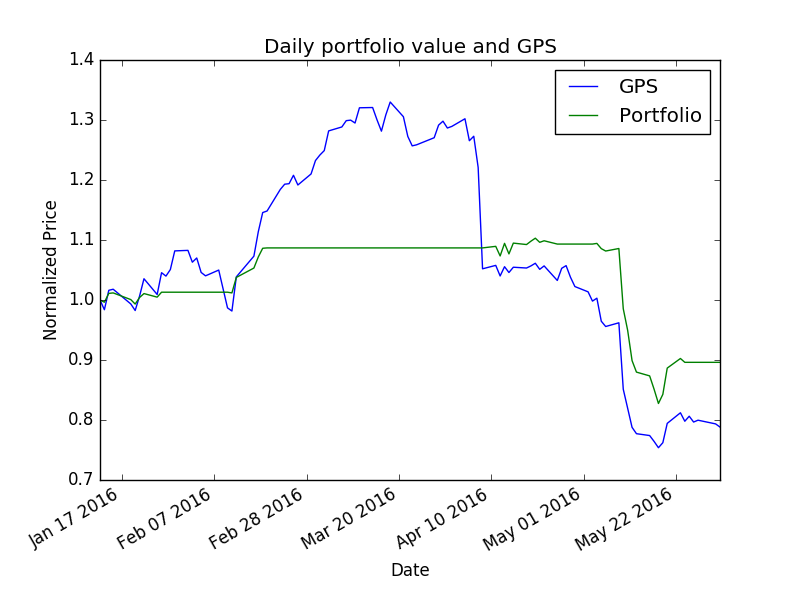 Daily portfolio value and GPS
GPS
Portfolio
Normalized Price
1.4
1.3
1.2
1.1
1.0
0.9
0.8
0.7
Jan 17 2016
Feb 07 2016
Feb 28 2016
Mar 20 2016
Apr 10 2016
May 01 2016
May 22 2016
Date